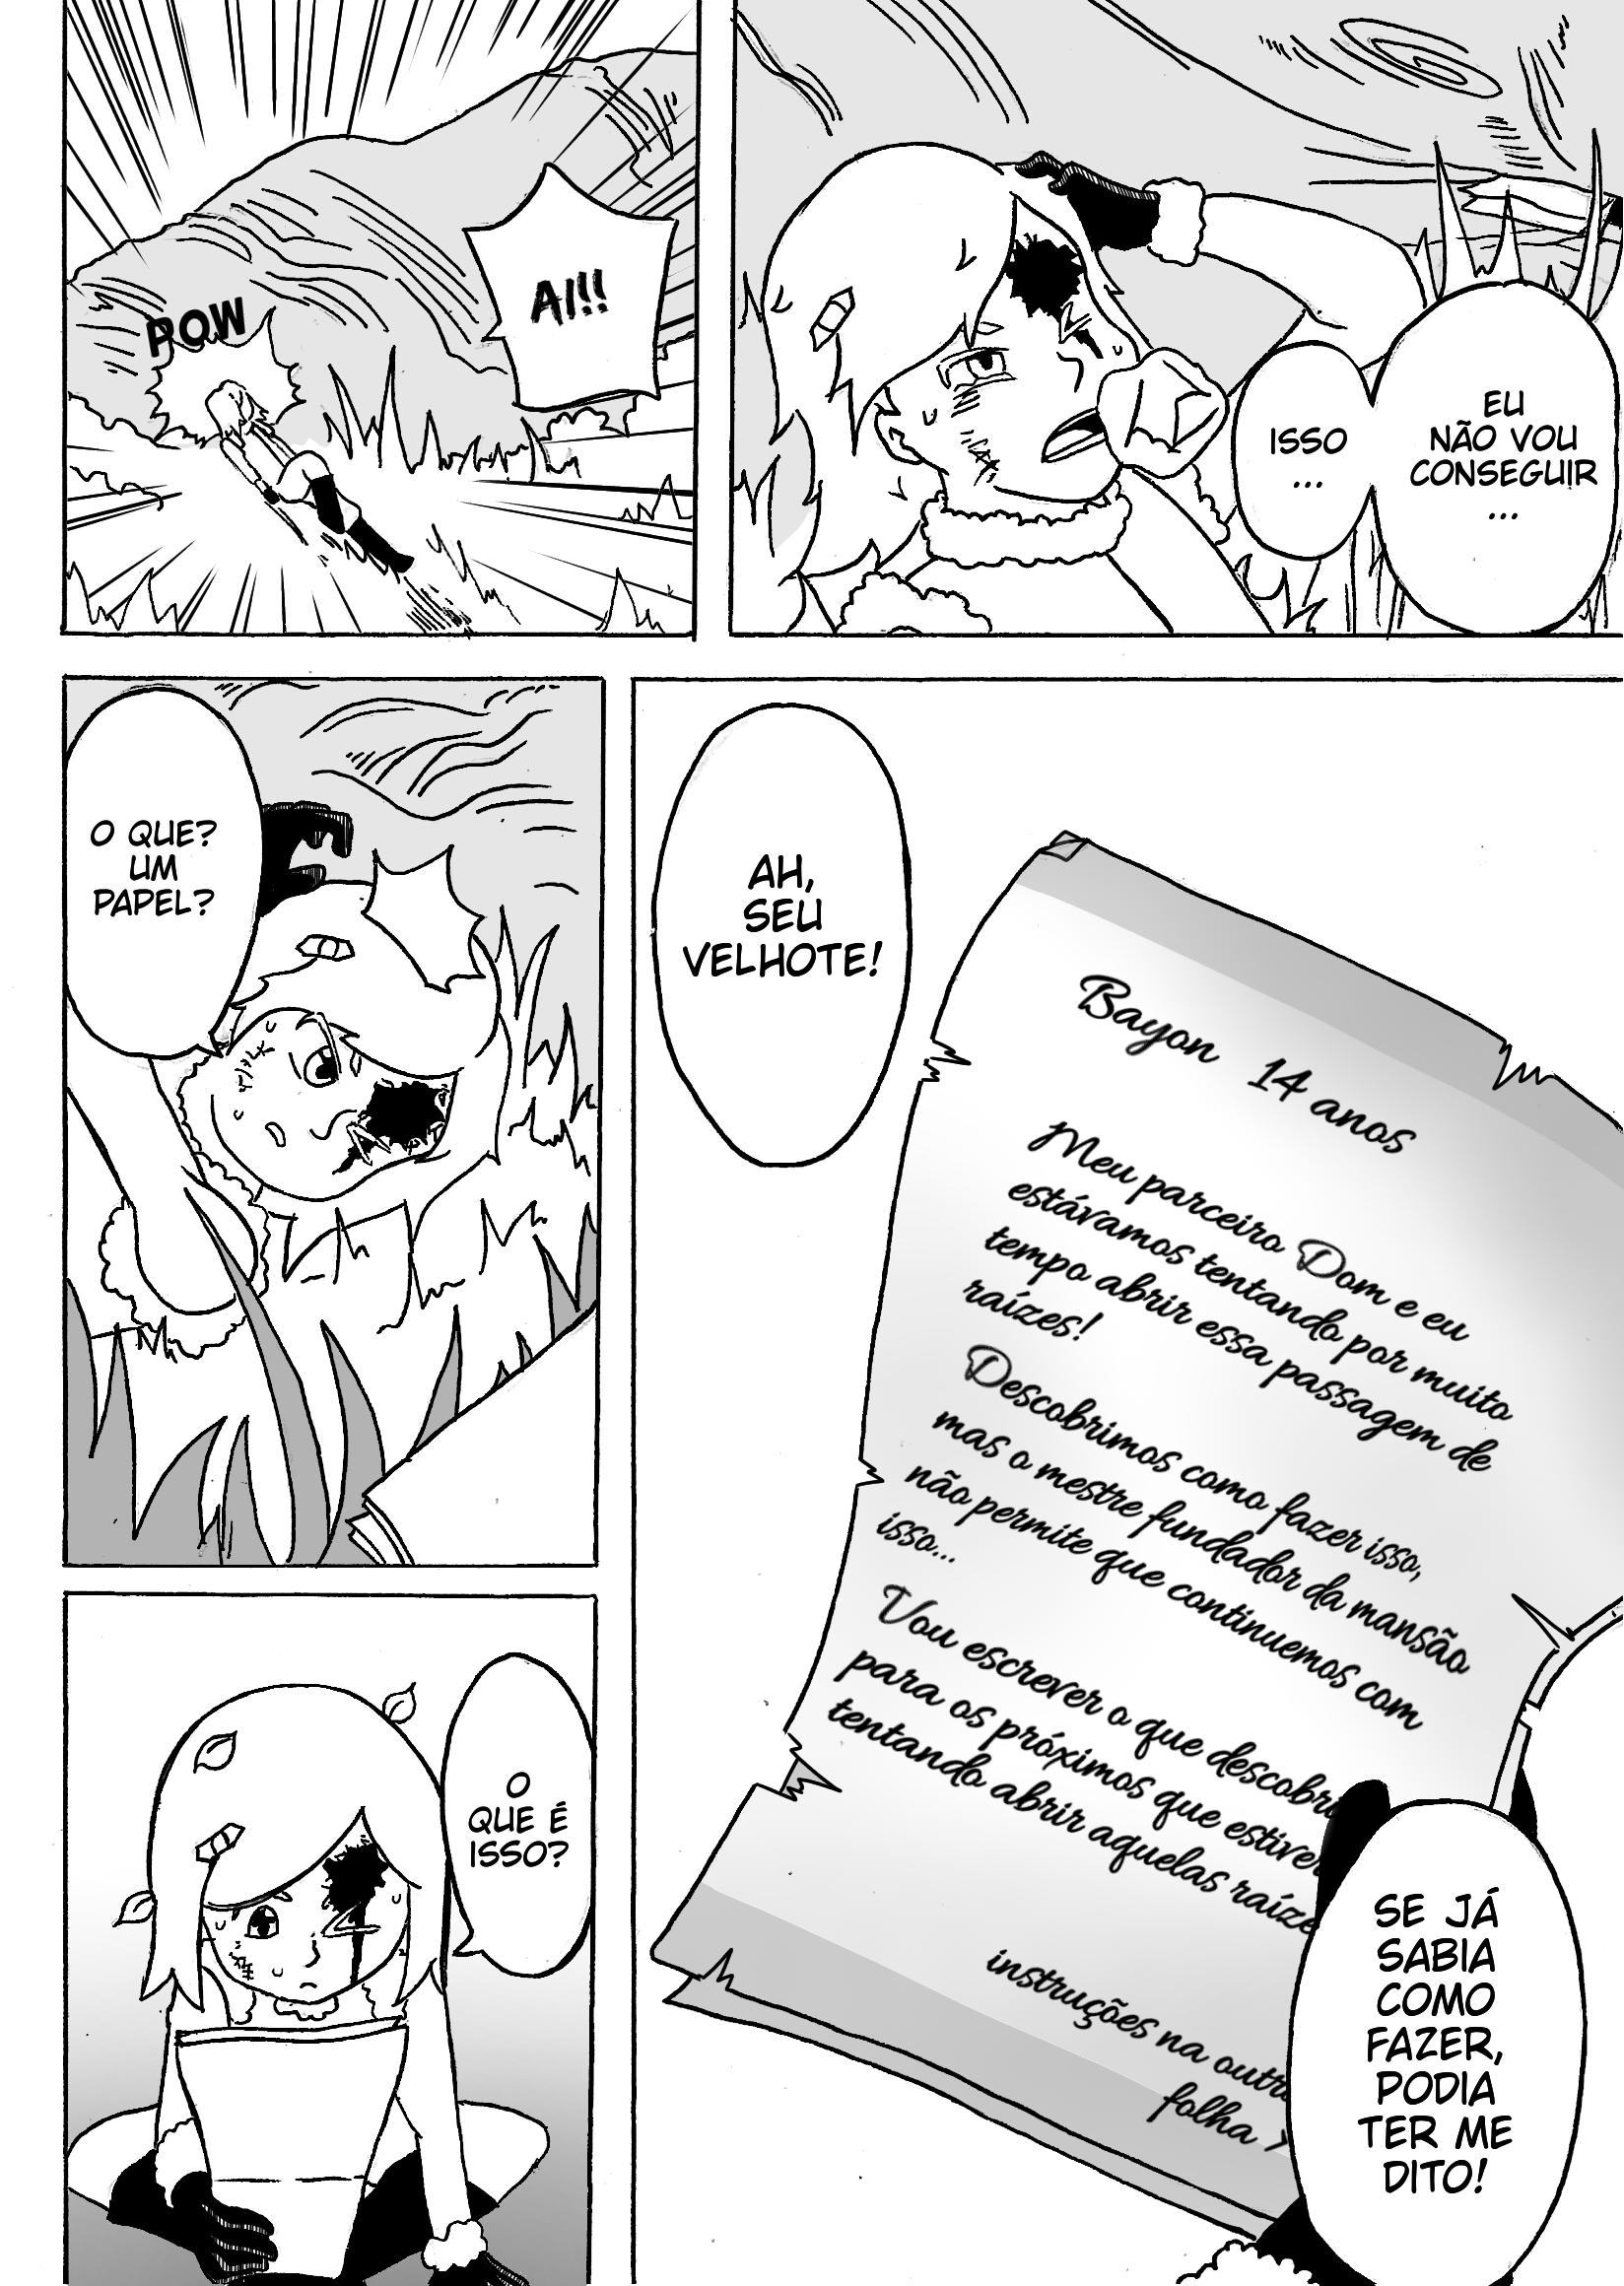 POW
AI!!
EU
NÃO VOU
CONSEGUIR
...
ISSO
...
O QUE?
UM
PAPEL?
O
QUE É
ISSO?
AH,
SEU
VELHOTE!
Bayon 14 anos
Meu parceiro Dom e eu
estávamos tentando por muito
tempo abrir essa passagem de
raízes!
Descobrimos como fazer isso,
mas o mestre fundador da mansão
não permite que continuemos com
isso...
Vou escrever o que descobri
para os próximos que estiver
tentando abrir aquelas raíze
instruções na outra
folha >
SE JÁ
SABIA
COMO
FAZER,
PODIA
TER ME
DITO!